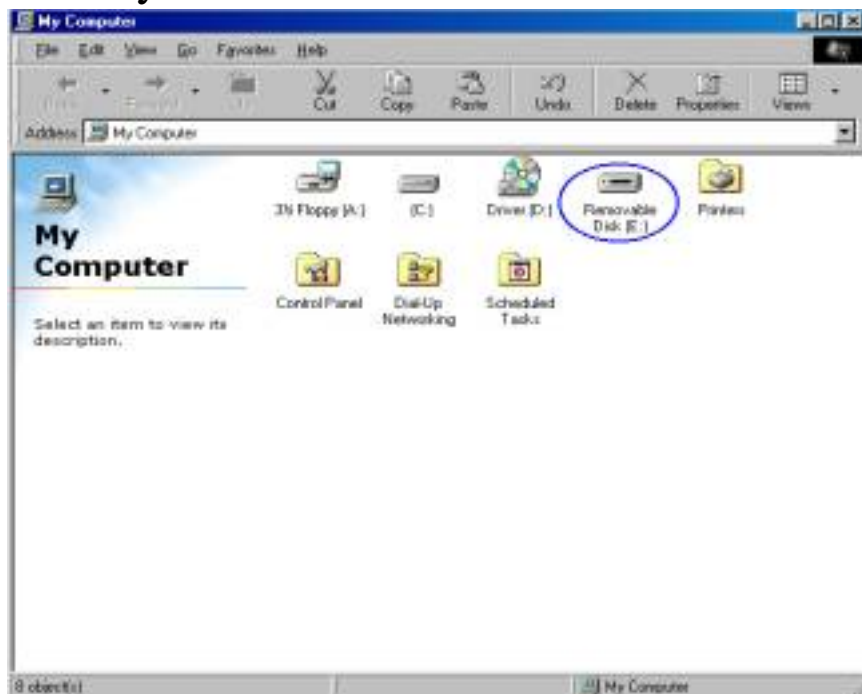 My Computer
File Edit View Go Favorites Help
Cut Copy Paste Undo Delete Properties Views
Address My Computer
3½ Floppy (A:) (C:) Driver (D:) Removable Disk (E:) Printers
My Computer
Control Panel Dial-Up Networking Scheduled Tasks
Select an item to view its
description.
8 object(s) My Computer